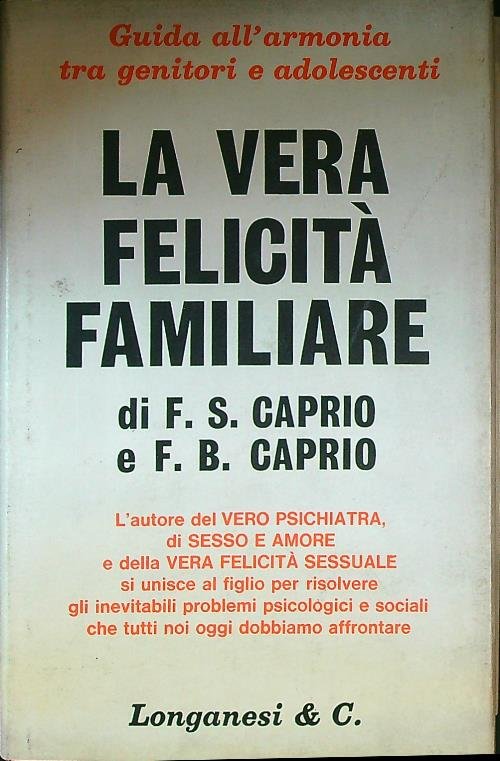 Guida all'armonia
tra genitori e adolescenti
LA VERA
FELICITÀ
FAMILIARE
di F. S. CAPRIO
e F. B. CAPRIO
L'autore del VERO PSICHIATRA,
di SESSO E AMORE
e della VERA FELICITÀ SESSUALE
si unisce al figlio per risolvere
gli inevitabili problemi psicologici e sociali
che tutti noi oggi dobbiamo affrontare
Longanesi & C.